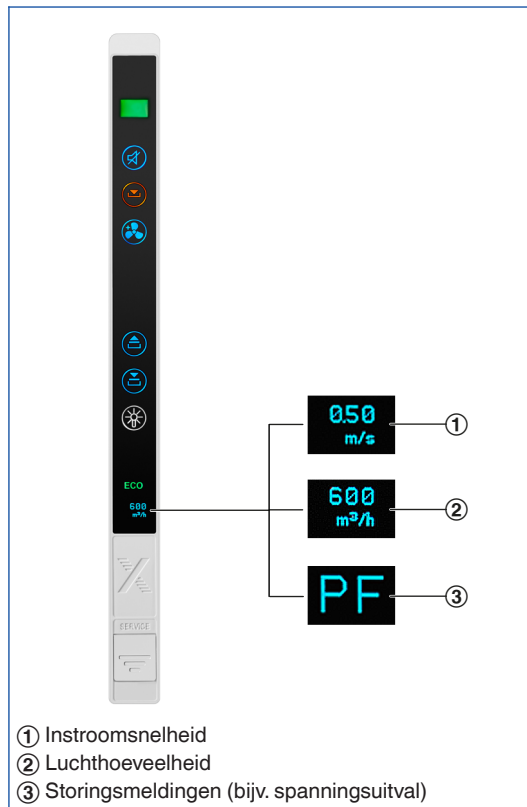 ECO
600
m³/h
SERVICE
0.50
m/s
①
600
m³/h
②
PF
③
① Instroomsnelheid
② Luchthoeveelheid
③ Storingsmeldingen (bijv. spanningsuitval)